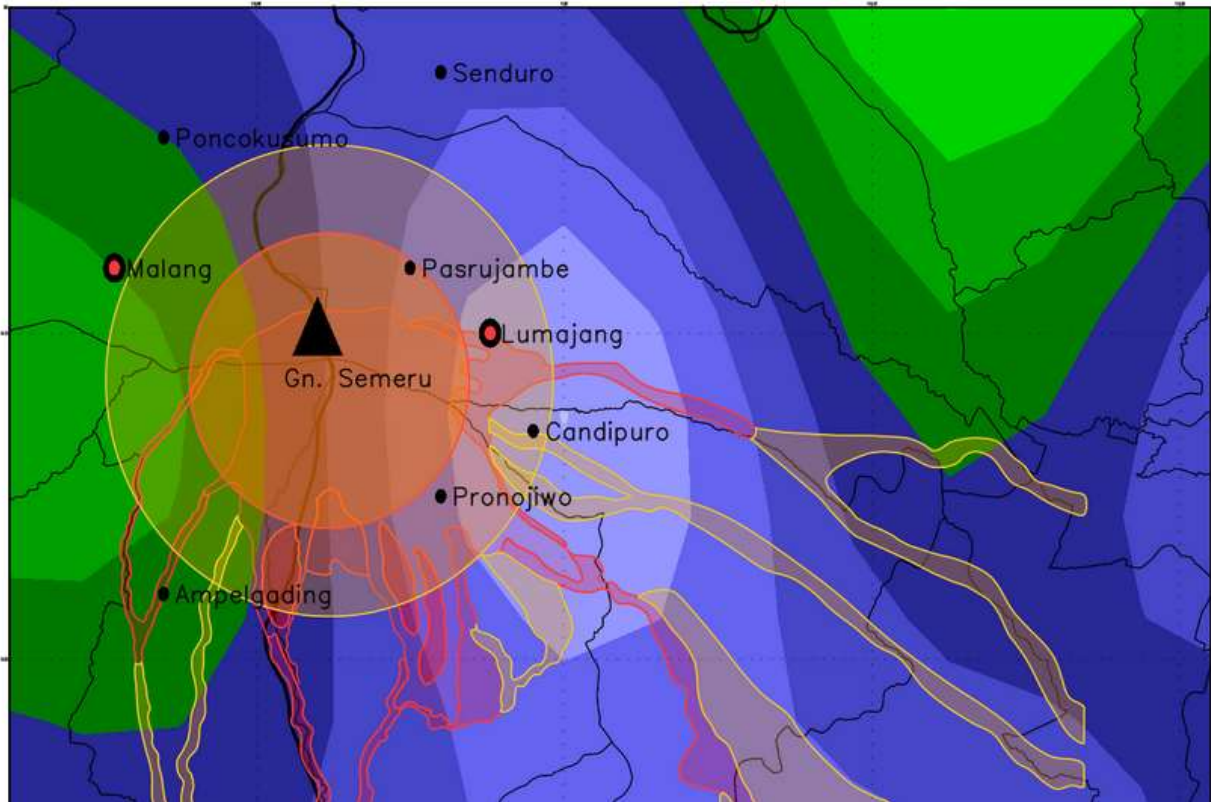 Senduro
Poncokusumo
Malang
Pasrujambe
Lumajang
Gn. Semeru
Candipuro
Pronojiwo
Ampelgading